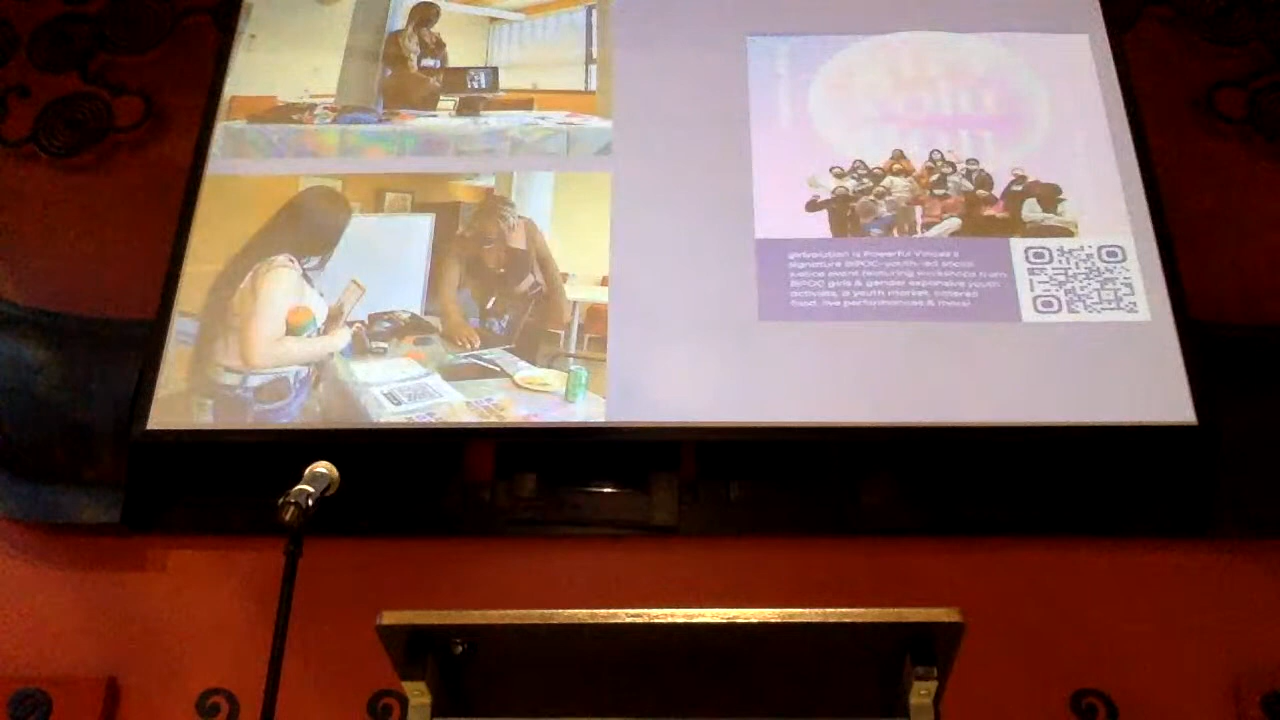 girlvolution is Powerful Voices's
signature BIPOC-youth-led social
justice event featuring workshops from
BIPOC girls & gender expansive youth
activists, a youth market, catered
food, live performances & more!